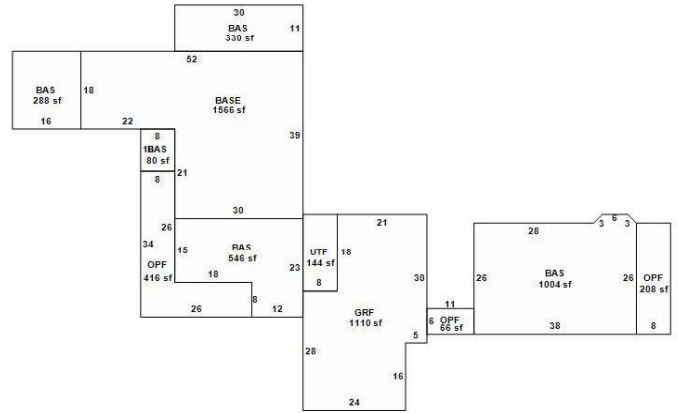 30
BAS
330 sf
11
52
BAS
288 sf
18
16
22
BASE
1566 sf
39
8
1
BAS
80 sf
8
21
26
34
OPF
416 sf
15
30
BAS
546 sf
18
23
8
26
12
UTF
144 sf
8
18
21
30
GRF
1110 sf
28
5
16
24
11
6
OPF
66 sf
28
3
6
3
26
BAS
1004 sf
26
38
OPF
208 sf
8